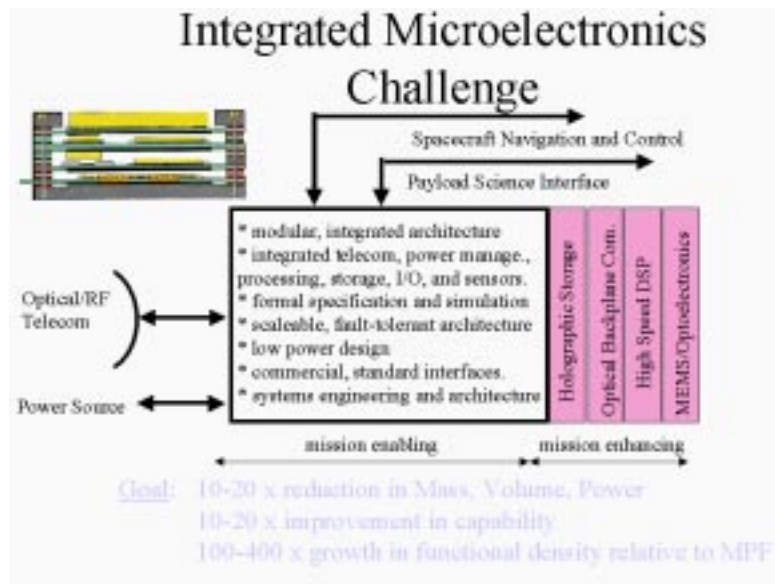 Integrated Microelectronics
Challenge
Spacecraft Navigation and Control
Payload Science Interface
* modular, integrated architecture
* integrated telecom, power manage.,
processing, storage, I/O, and sensors.
* formal specification and simulation
* scaleable, fault-tolerant architecture
* low power design
* commercial, standard interfaces.
* systems engineering and architecture
Holographic Storage
Optical Backplane Com.
High Speed DSP
MEMS/Optoelectronics
Optical/RF
Telecom
Power Source
mission enabling
mission enhancing
Goal: 10-20 x reduction in Mass, Volume, Power
10-20 x improvement in capability
100-400 x growth in functional density relative to MPF